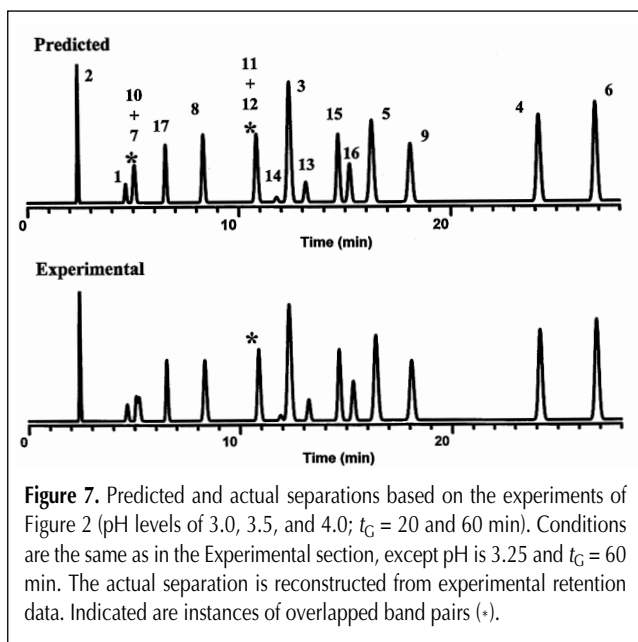 Predicted
2
10
+
7
*
1
17
8
11
+
12
*
14
3
13
15
16
5
9
4
6
0 10 20
Time (min)
Experimental
*
0 10 20
Time (min)
Figure 7. Predicted and actual separations based on the experiments of
Figure 2 (pH levels of 3.0, 3.5, and 4.0; tG = 20 and 60 min). Conditions
are the same as in the Experimental section, except pH is 3.25 and tG = 60
min. The actual separation is reconstructed from experimental retention
data. Indicated are instances of overlapped band pairs (*).